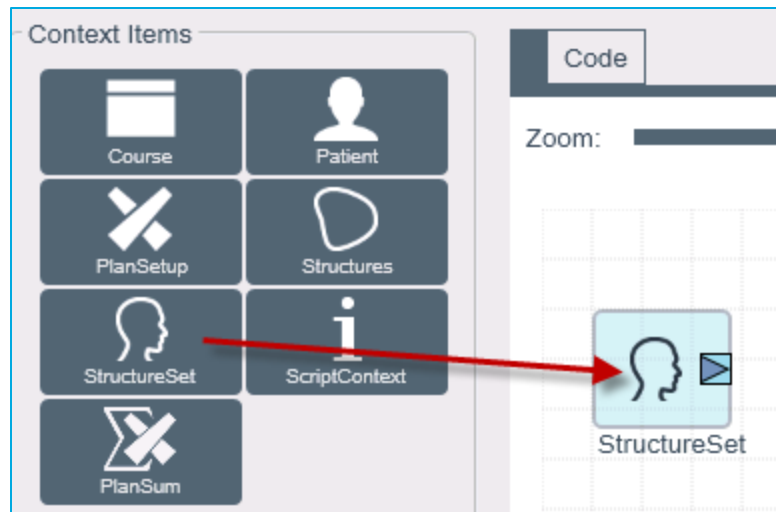 Context Items
Course
Patient
PlanSetup
Structures
StructureSet
ScriptContext
PlanSum
Code
Zoom:
StructureSet